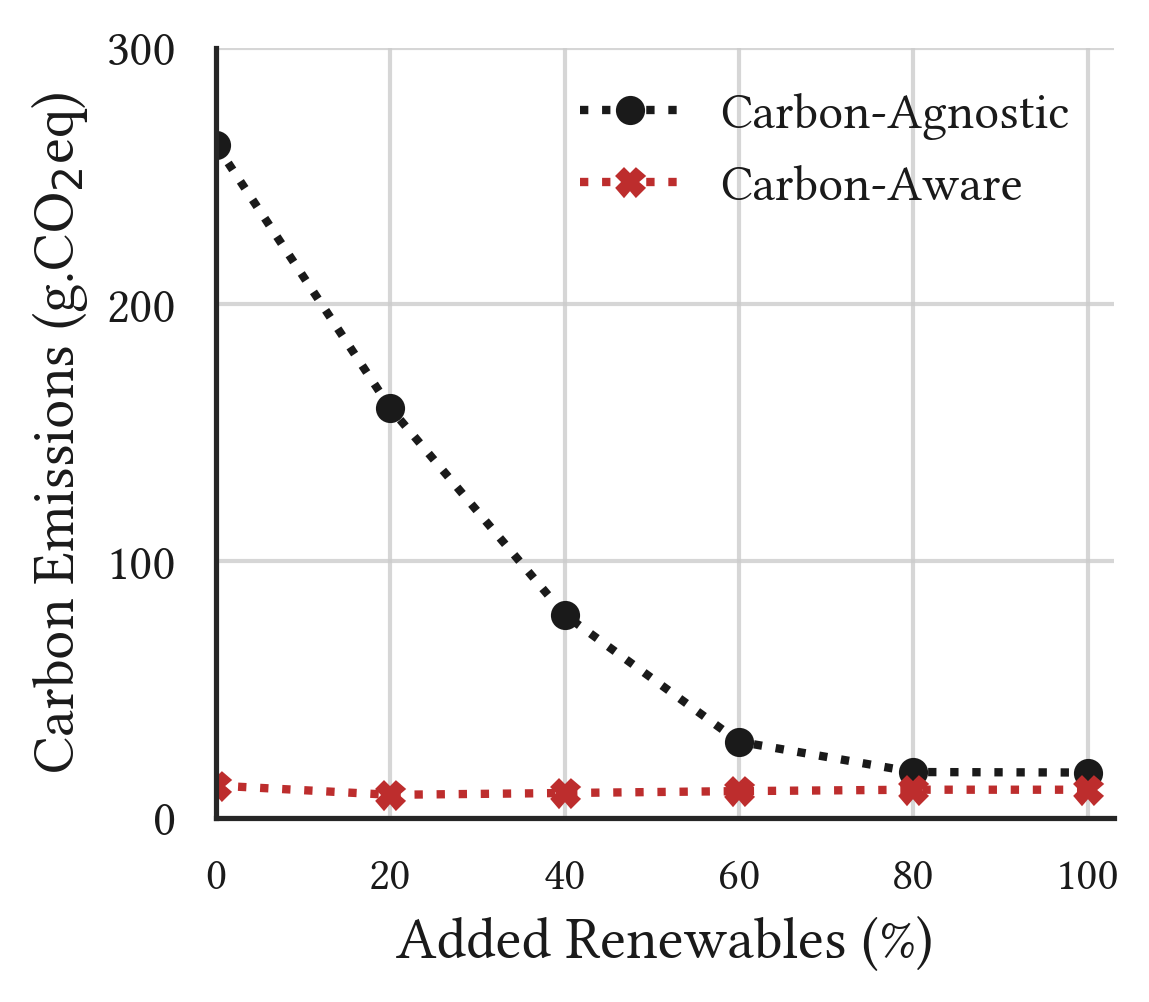 300
200
100
0
Carbon Emissions (g.CO₂eq)
Carbon-Agnostic
Carbon-Aware
0 20 40 60 80 100
Added Renewables (%)